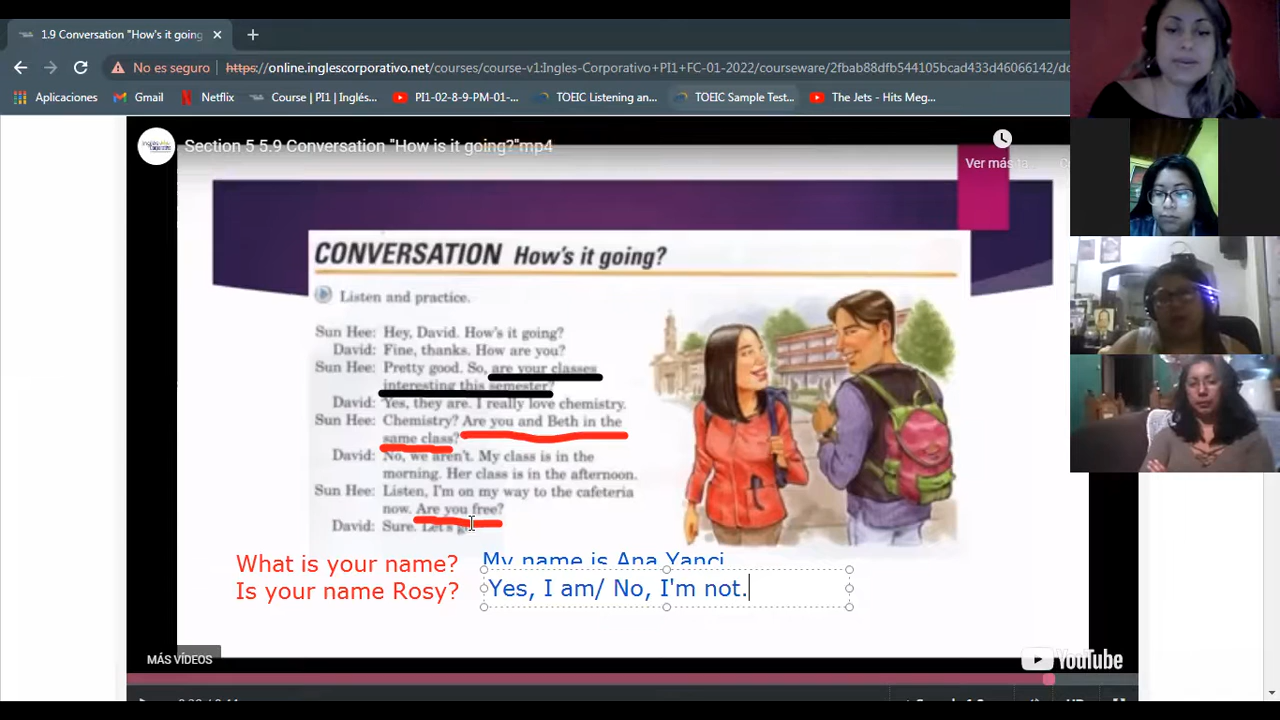 1.9 Conversation "How's it going
No es seguro
https://online.inglescorporativo.net/courses/course-v1:Ingles-Corporativo+PI1+FC-01-2022/courseware/2fbab88dfb544105bcad433d46066142/dc
Aplicaciones
Gmail
Netflix
Course | PI1 | Inglés...
PI1-02-8-9-PM-01-...
TOEIC Listening an...
TOEIC Sample Test...
The Jets - Hits Meg...
Section 5 5.9 Conversation "How is it going?"mp4
Ver más ta...
CONVERSATION How's it going?
Listen and practice.
Sun Hee: Hey, David. How's it going?
David: Fine, thanks. How are you?
Sun Hee: Pretty good. So, are your classes
interesting this semester?
David: Yes, they are. I really love chemistry.
Sun Hee: Chemistry? Are you and Beth in the
same class?
David: No, we aren't. My class is in the
morning. Her class is in the afternoon.
Sun Hee: Listen, I'm on my way to the cafeteria
now. Are you free?
David: Sure. Let's
What is your name? My name is Ana Yanci
Is your name Rosy? Yes, I am/ No, I'm not.
MÁS VÍDEOS
YouTube